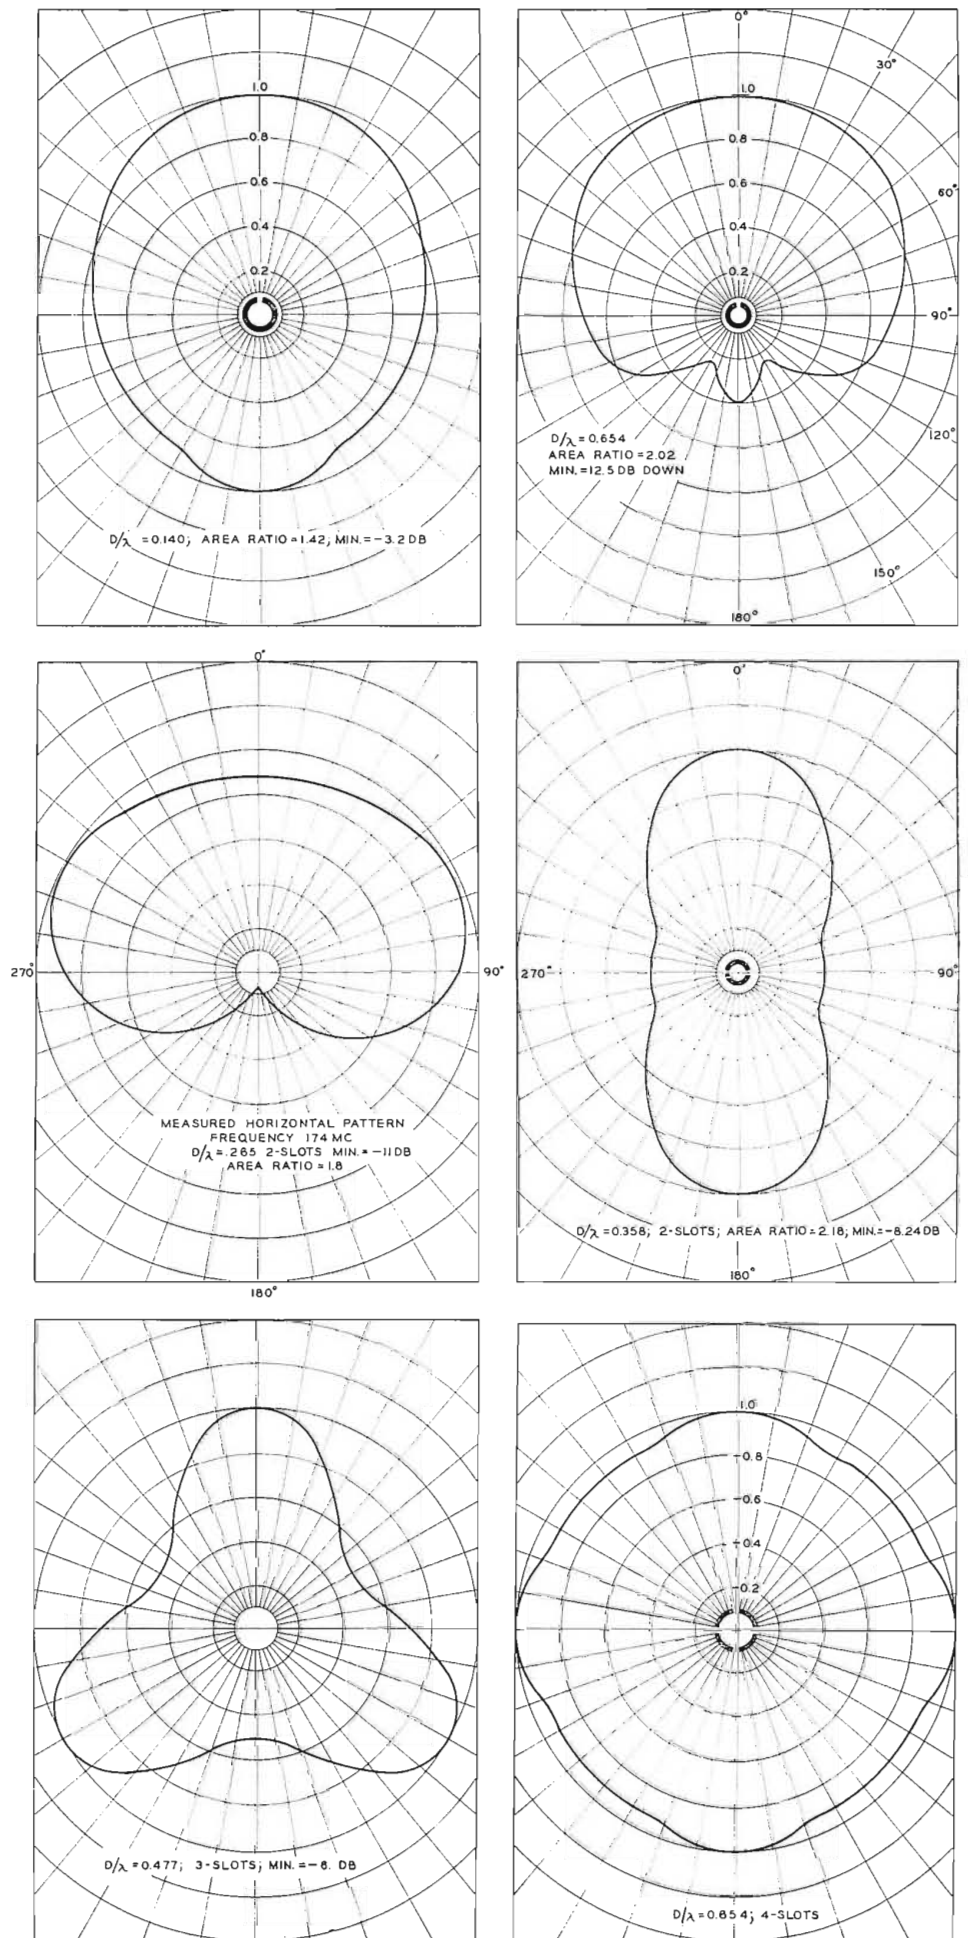 1.0
0.8
0.6
0.4
0.2
D/λ = 0.140; AREA RATIO = 1.42; MIN. = -3.2 DB
0°
30°
1.0
0.8
0.6
60°
0.4
0.2
90°
120°
D/λ = 0.654
AREA RATIO = 2.02
MIN. = 12.5 DB DOWN
150°
180°
0°
270°
90°
MEASURED HORIZONTAL PATTERN
FREQUENCY 174 MC
D/λ = .265 2-SLOTS MIN. = -11 DB
AREA RATIO = 1.8
180°
0°
270°
90°
D/λ = 0.358; 2-SLOTS; AREA RATIO = 2.18; MIN. = -8.24 DB
180°
D/λ = 0.477; 3-SLOTS; MIN. = -6. DB
1.0
0.8
0.6
0.4
0.2
D/λ = 0.654; 4-SLOTS